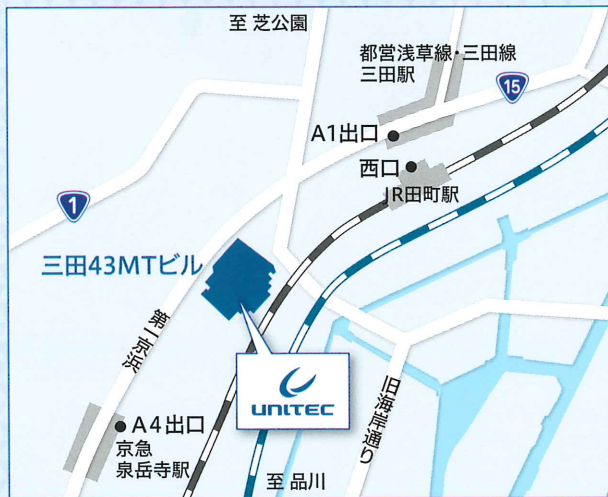 至 芝公園
都営浅草線・三田線
三田駅
15
A1出口
西口
JR田町駅
1
三田43MTビル
第一京浜
UNITEC
A4出口
京急
泉岳寺駅
旧海岸通り
至 品川